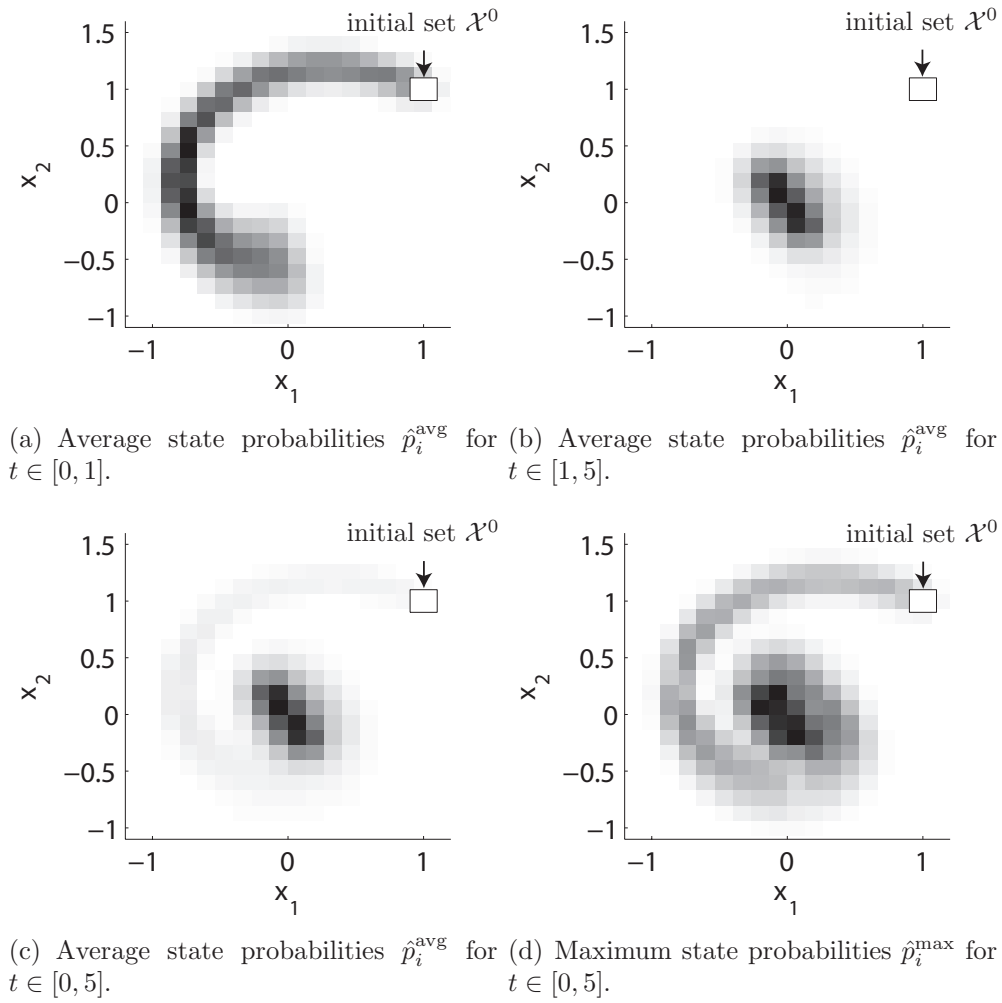 initial set 𝒳⁰
1.5
1
0.5
0
−0.5
−1
x₂
−1 0 1
x₁
(a) Average state probabilities p̂ᵢᵃᵛᵍ for t ∈ [0, 1].
initial set 𝒳⁰
1.5
1
0.5
0
−0.5
−1
x₂
−1 0 1
x₁
(b) Average state probabilities p̂ᵢᵃᵛᵍ for t ∈ [1, 5].
initial set 𝒳⁰
1.5
1
0.5
0
−0.5
−1
x₂
−1 0 1
x₁
(c) Average state probabilities p̂ᵢᵃᵛᵍ for t ∈ [0, 5].
initial set 𝒳⁰
1.5
1
0.5
0
−0.5
−1
x₂
−1 0 1
x₁
(d) Maximum state probabilities p̂ᵢᵐᵃˣ for t ∈ [0, 5].